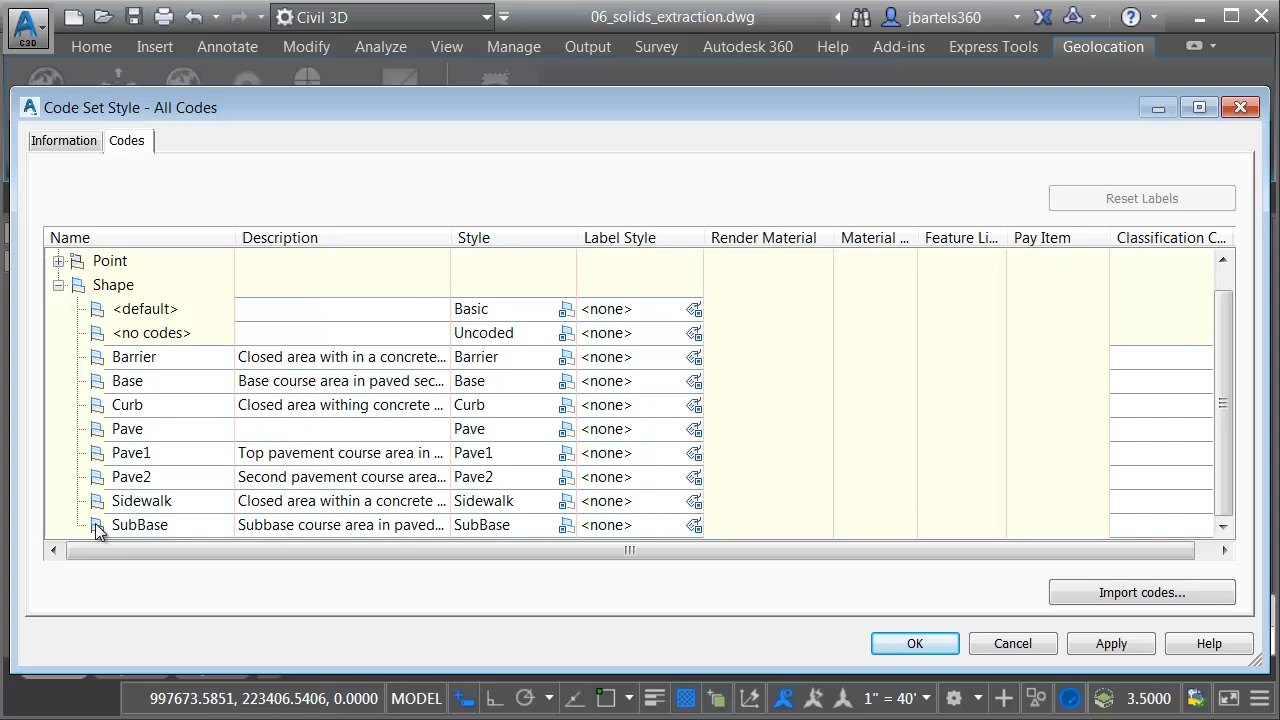 C3D
Civil 3D
06_solids_extraction.dwg
jbartels360
Home Insert Annotate Modify Analyze View Manage Output Survey Autodesk 360 Help Add-ins Express Tools Geolocation
Code Set Style - All Codes
Information Codes
Reset Labels
Name Description Style Label Style Render Material Material ... Feature Li... Pay Item Classification C...
Point
Shape
<default> Basic <none>
<no codes> Uncoded <none>
Barrier Closed area with in a concrete... Barrier <none>
Base Base course area in paved sec... Base <none>
Curb Closed area withing concrete ... Curb <none>
Pave Pave <none>
Pave1 Top pavement course area in ... Pave1 <none>
Pave2 Second pavement course area... Pave2 <none>
Sidewalk Closed area within a concrete ... Sidewalk <none>
SubBase Subbase course area in paved... SubBase <none>
Import codes...
OK Cancel Apply Help
997673.5851, 223406.5406, 0.0000 MODEL 1" = 40' 3.5000